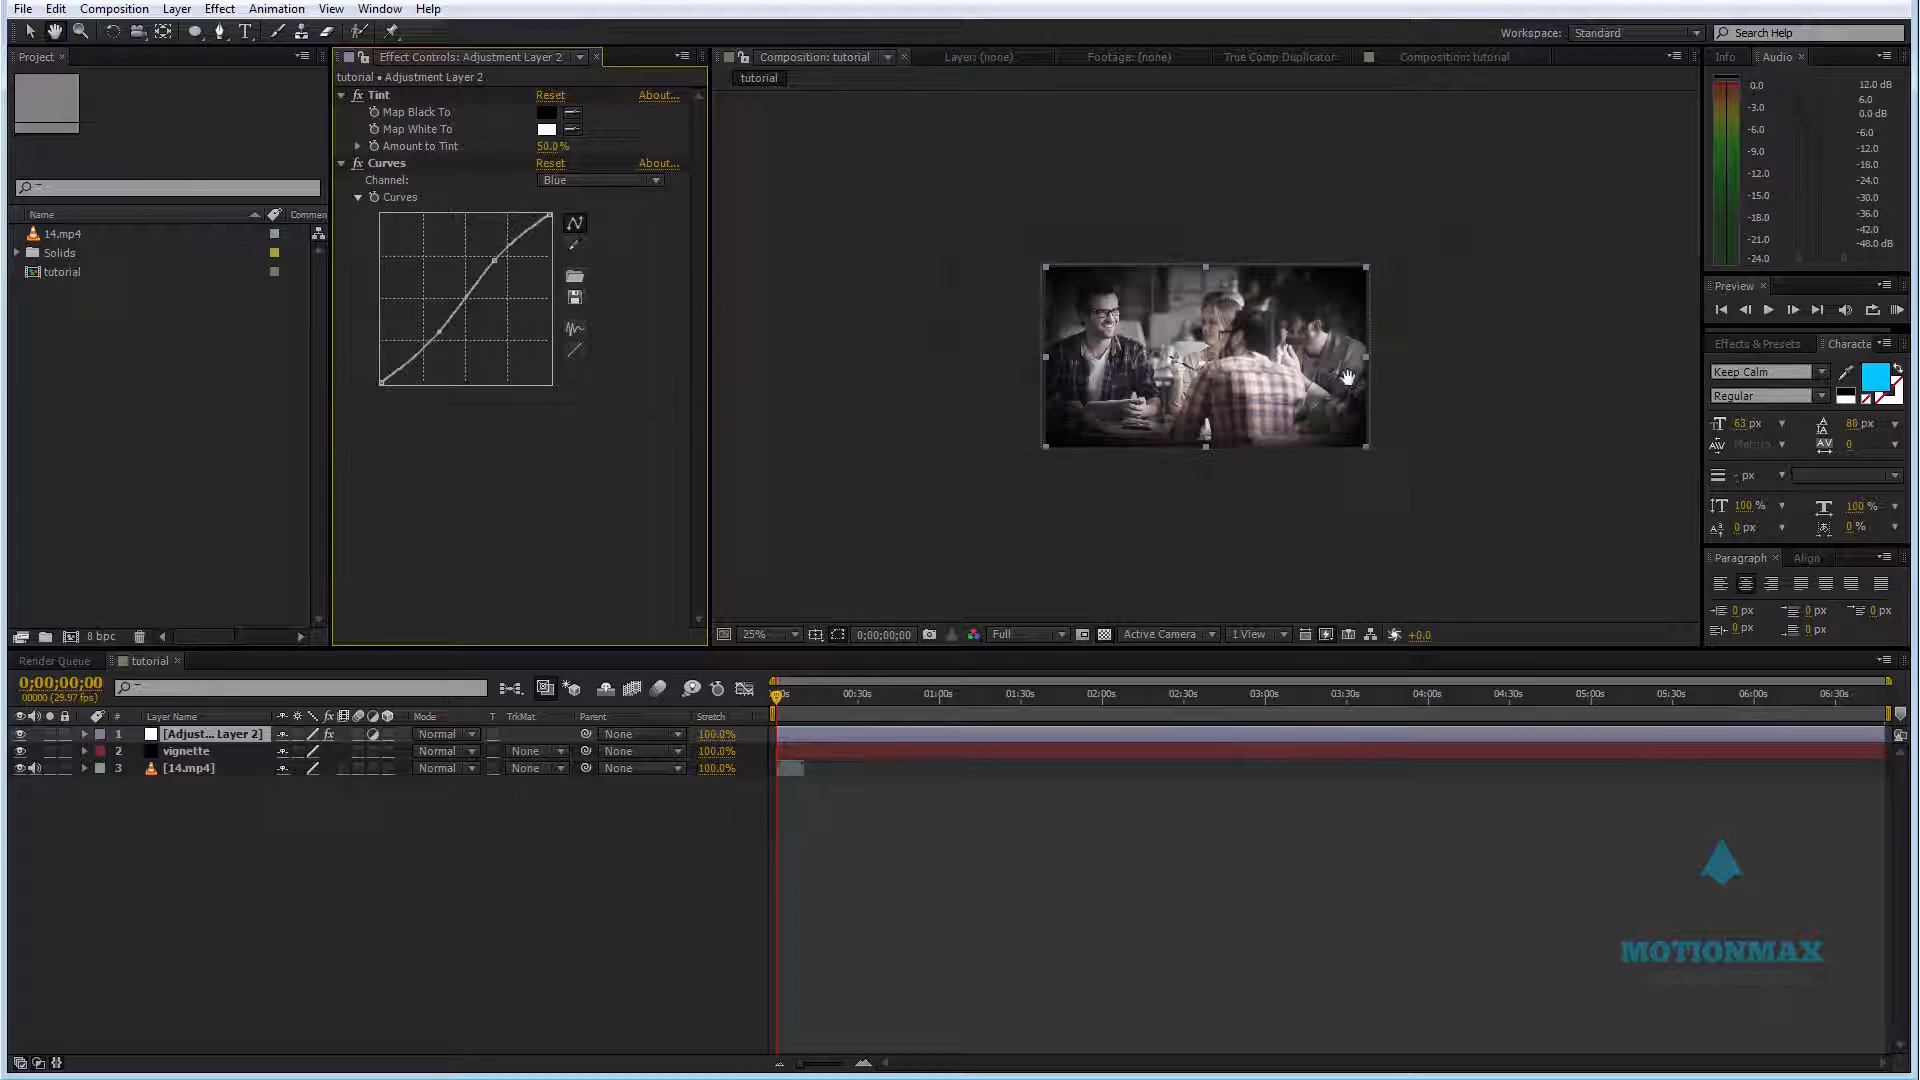 File Edit Composition Layer Effect Animation View Window Help
Workspace: Standard Search Help
Project
Effect Controls: Adjustment Layer 2
Composition: tutorial Layer: (none) Footage: (none) True Comp Duplicator Composition: tutorial
Info Audio
tutorial • Adjustment Layer 2
tutorial
fx Tint Reset About...
Map Black To
Map White To
Amount to Tint 50.0%
fx Curves Reset About...
Channel: Blue
Curves
Name Commen
14.mp4
Solids
tutorial
8 bpc
0.0 12.0 dB
-3.0 6.0
0.0 dB
-6.0 -6.0
-9.0 -12.0
-12.0 -18.0
-15.0 -24.0
-18.0 -30.0
-36.0
-21.0 -42.0
-24.0 -48.0 dB
Preview
Effects & Presets Characte
Keep Calm
Regular
63 px 80 px
Metrics 0
- px
100 % 100 %
0 px 0 %
Paragraph Align
0 px 0 px 0 px
0 px 0 px
25% 0;00;00;00 Full Active Camera 1 View +0.0
Render Queue tutorial
0;00;00;00
00000 (29.97 fps)
00:30s 01:00s 01:30s 02:00s 02:30s 03:00s 03:30s 04:00s 04:30s 05:00s 05:30s 06:00s 06:30s
# Layer Name fx Mode T TrkMat Parent Stretch
1 [Adjust... Layer 2] fx Normal None 100.0%
2 vignette Normal None None 100.0%
3 [14.mp4] Normal None None 100.0%
MOTIONMAX